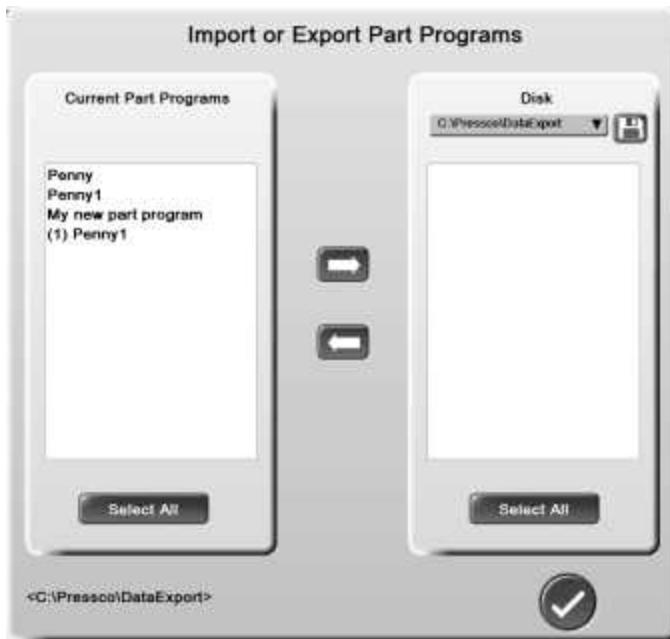 Import or Export Part Programs
Current Part Programs
Penny
Penny1
My new part program
(1) Penny1
Select All
Disk
C:\Pressco\DataExport
Select All
<C:\Pressco\DataExport>